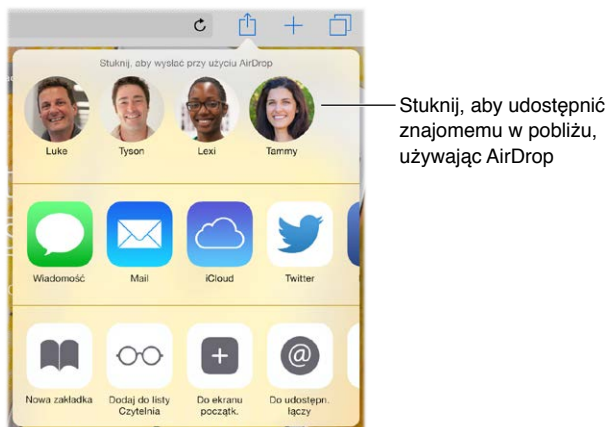 Stuknij, aby wysłać przy użyciu AirDrop
Luke Tyson Lexi Tammy
Stuknij, aby udostępnić
znajomemu w pobliżu,
używając AirDrop
Wiadomość Mail iCloud Twitter
Nowa zakładka Dodaj do listy Do ekranu Do udostępn.
Czytelnia początk. łączy